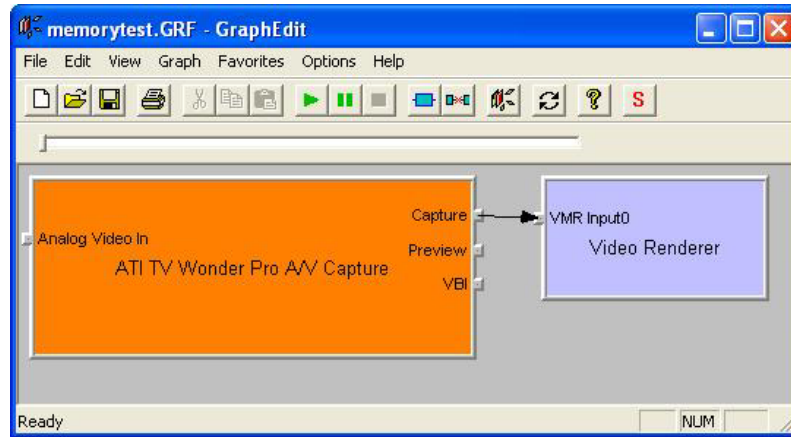 memorytest.GRF - GraphEdit
File Edit View Graph Favorites Options Help
S
Capture
VMR Input0
Analog Video In
Preview
Video Renderer
ATI TV Wonder Pro A/V Capture
VBI
Ready
NUM